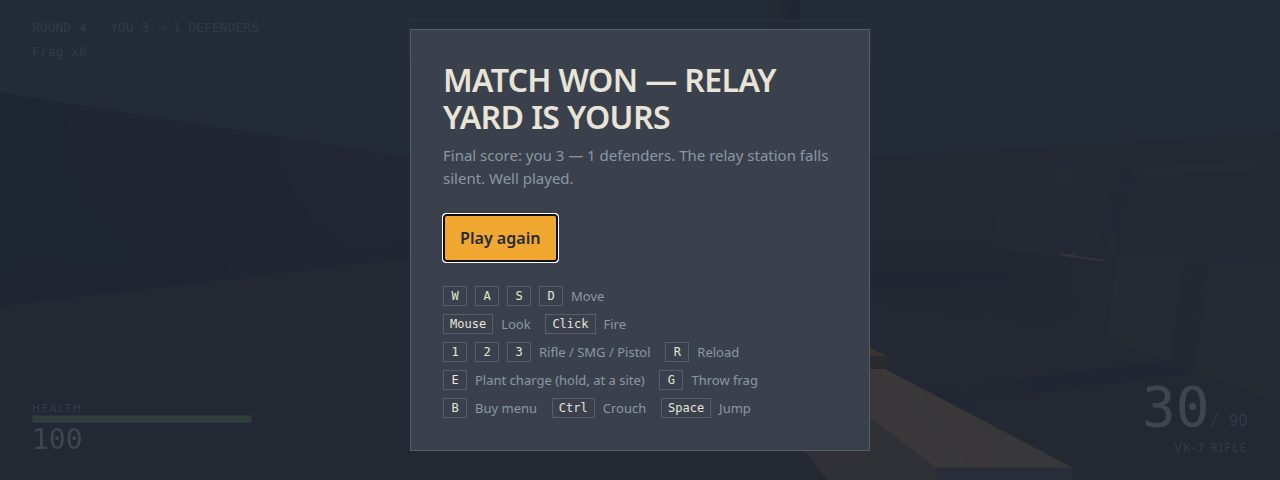 ROUND 4 · YOU 3 — 1 DEFENDERS
Frag x0
MATCH WON — RELAY
YARD IS YOURS
Final score: you 3 — 1 defenders. The relay station falls
silent. Well played.
Play again
W A S D Move
Mouse Look Click Fire
1 2 3 Rifle / SMG / Pistol R Reload
E Plant charge (hold, at a site) G Throw frag
B Buy menu Ctrl Crouch Space Jump
HEALTH
100
30 / 90
VK-7 RIFLE